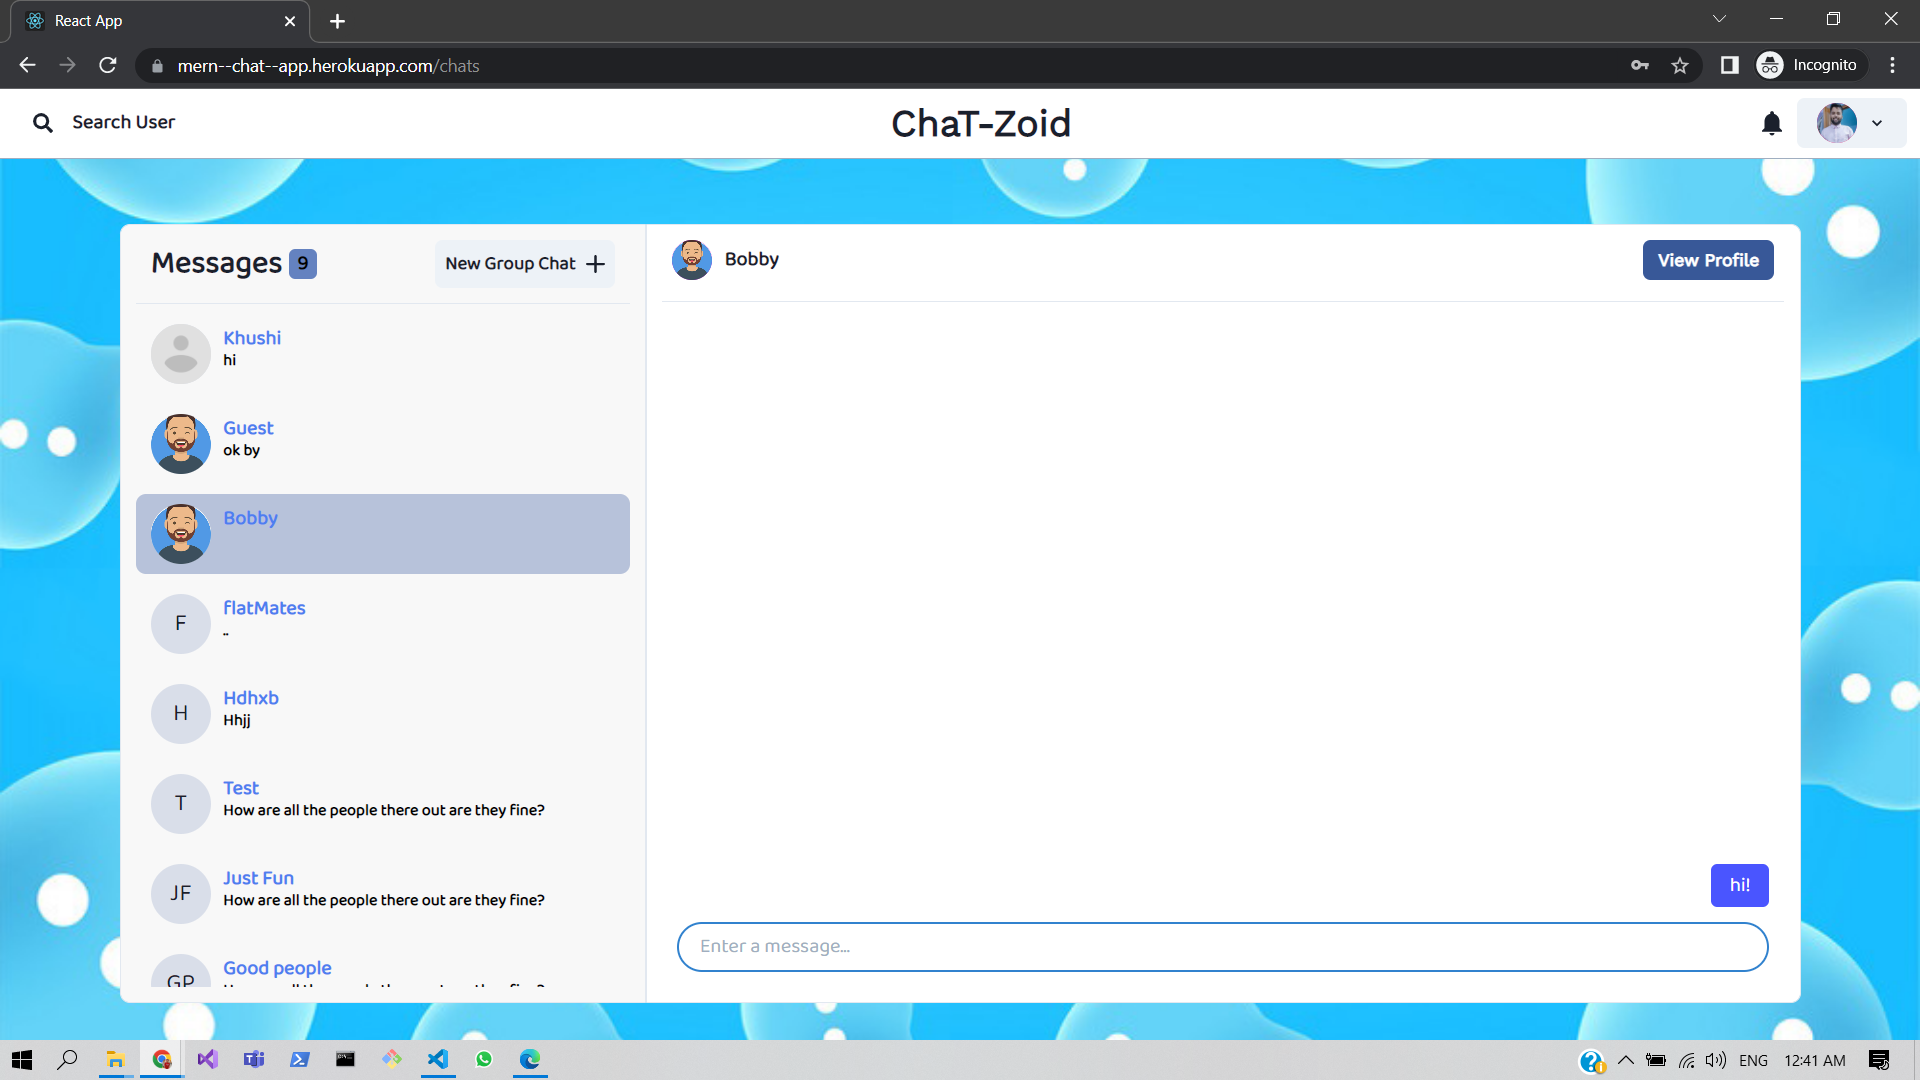 React App
mern--chat--app.herokuapp.com/chats
Incognito
Search User
ChaT-Zoid
Messages 9
New Group Chat
Bobby
View Profile
Khushi
hi
Guest
ok by
Bobby
F
flatMates
..
H
Hdhxb
Hhjj
T
Test
How are all the people there out are they fine?
JF
Just Fun
How are all the people there out are they fine?
GP
Good people
hi!
Enter a message...
ENG
12:41 AM